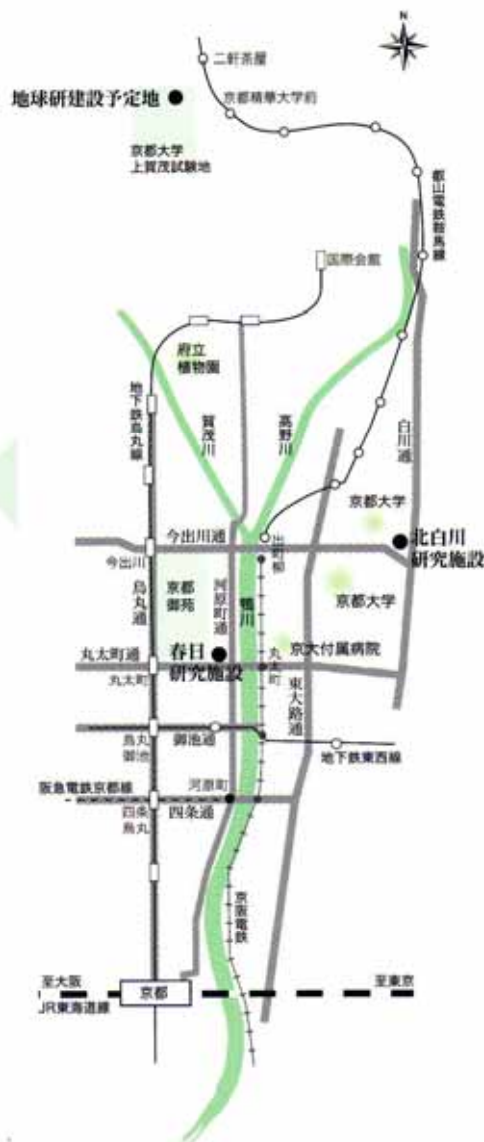 N
二軒茶屋
地球研建設予定地
京都精華大学前
京都大学
上賀茂試験地
叡山電鉄鞍馬線
国際会館
府立
植物園
地下鉄烏丸線
賀茂川
高野川
白川通
京都大学
今出川通
出町柳
北白川
研究施設
今出川
烏丸通
京都
御苑
河原町通
鴨川
京都大学
春日
研究施設
丸太町通
丸太町
丸太町
京大付属病院
東大路通
烏丸
御池
御池通
地下鉄東西線
阪急電鉄京都線
河原町
四条
烏丸
四条通
京阪電鉄
至大阪
京都
至東京
JR東海道線